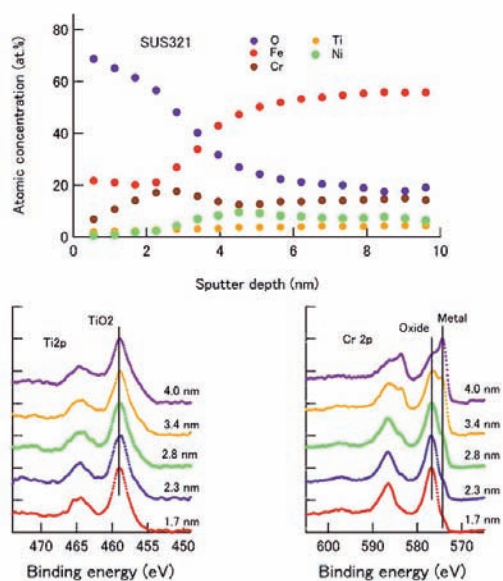 SUS321
O
Fe
Cr
Ti
Ni
Atomic concentration (at.%)
80
60
40
20
0
0 2 4 6 8 10
Sputter depth (nm)
Ti2p
TiO2
4.0 nm
3.4 nm
2.8 nm
2.3 nm
1.7 nm
470 465 460 455 450
Binding energy (eV)
Cr 2p
Oxide
Metal
4.0 nm
3.4 nm
2.8 nm
2.3 nm
1.7 nm
600 590 580 570
Binding energy (eV)